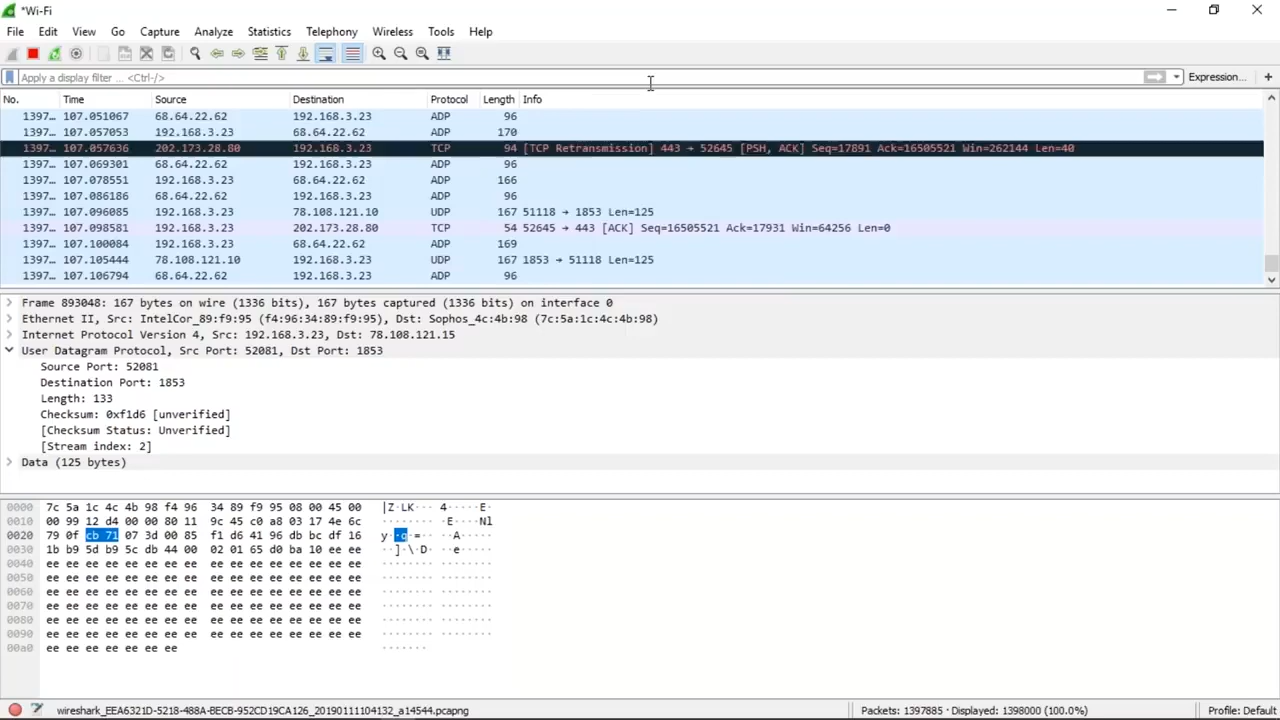 *Wi-Fi
File Edit View Go Capture Analyze Statistics Telephony Wireless Tools Help
Apply a display filter ... <Ctrl-/> Expression... +
No. Time Source Destination Protocol Length Info
1397… 107.051067 68.64.22.62 192.168.3.23 ADP 96
1397… 107.057053 192.168.3.23 68.64.22.62 ADP 170
1397… 107.057636 202.173.28.80 192.168.3.23 TCP 94 [TCP Retransmission] 443 → 52645 [PSH, ACK] Seq=17891 Ack=16505521 Win=262144 Len=40
1397… 107.069301 68.64.22.62 192.168.3.23 ADP 96
1397… 107.078551 192.168.3.23 68.64.22.62 ADP 166
1397… 107.086186 68.64.22.62 192.168.3.23 ADP 96
1397… 107.096085 192.168.3.23 78.108.121.10 UDP 167 51118 → 1853 Len=125
1397… 107.098581 192.168.3.23 202.173.28.80 TCP 54 52645 → 443 [ACK] Seq=16505521 Ack=17931 Win=64256 Len=0
1397… 107.100084 192.168.3.23 68.64.22.62 ADP 169
1397… 107.105444 78.108.121.10 192.168.3.23 UDP 167 1853 → 51118 Len=125
1397… 107.106794 68.64.22.62 192.168.3.23 ADP 96
Frame 893048: 167 bytes on wire (1336 bits), 167 bytes captured (1336 bits) on interface 0
Ethernet II, Src: IntelCor_89:f9:95 (f4:96:34:89:f9:95), Dst: Sophos_4c:4b:98 (7c:5a:1c:4c:4b:98)
Internet Protocol Version 4, Src: 192.168.3.23, Dst: 78.108.121.15
User Datagram Protocol, Src Port: 52081, Dst Port: 1853
Source Port: 52081
Destination Port: 1853
Length: 133
Checksum: 0xf1d6 [unverified]
[Checksum Status: Unverified]
[Stream index: 2]
Data (125 bytes)
0000 7c 5a 1c 4c 4b 98 f4 96 34 89 f9 95 08 00 45 00 |Z·LK··· 4·····E·
0010 00 99 12 d4 00 00 80 11 9c 45 c0 a8 03 17 4e 6c ········ ·E····Nl
0020 79 0f cb 71 07 3d 00 85 f1 d6 41 96 db bc df 16 y··q·=·· ··A·····
0030 1b b9 5d b9 5c db 44 00 02 01 65 d0 ba 10 ee ee ··]·\·D· ··e·····
0040 ee ee ee ee ee ee ee ee ee ee ee ee ee ee ee ee ········ ········
0050 ee ee ee ee ee ee ee ee ee ee ee ee ee ee ee ee ········ ········
0060 ee ee ee ee ee ee ee ee ee ee ee ee ee ee ee ee ········ ········
0070 ee ee ee ee ee ee ee ee ee ee ee ee ee ee ee ee ········ ········
0080 ee ee ee ee ee ee ee ee ee ee ee ee ee ee ee ee ········ ········
0090 ee ee ee ee ee ee ee ee ee ee ee ee ee ee ee ee ········ ········
00a0 ee ee ee ee ee ee ee ·······
wireshark_EEA6321D-5218-488A-BECB-952CD19CA126_20190111104132_a14544.pcapng Packets: 1397885 · Displayed: 1398000 (100.0%) Profile: Default